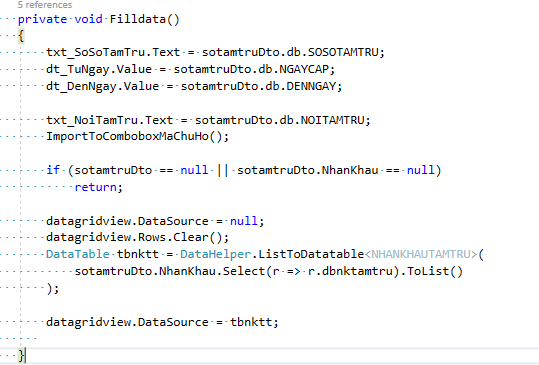 5 references
private void Filldata()
{
txt_SoSoTamTru.Text = sotamtruDto.db.SOSOTAMTRU;
dt_TuNgay.Value = sotamtruDto.db.NGAYCAP;
dt_DenNgay.Value = sotamtruDto.db.DENNGAY;
txt_NoiTamTru.Text = sotamtruDto.db.NOITAMTRU;
ImportToComboboxMaChuHo();
if (sotamtruDto == null || sotamtruDto.NhanKhau == null)
return;
datagridview.DataSource = null;
datagridview.Rows.Clear();
DataTable tbnktt = DataHelper.ListToDatatable<NHANKHAUTAMTRU>(
sotamtruDto.NhanKhau.Select(r => r.dbnktamtru).ToList()
);
datagridview.DataSource = tbnktt;
}